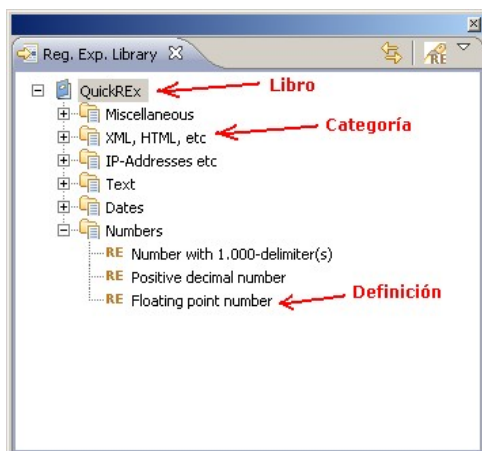 Reg. Exp. Library
RE
QuickREx
Libro
Miscellaneous
XML, HTML, etc
Categoría
IP-Addresses etc
Text
Dates
Numbers
RE Number with 1.000-delimiter(s)
RE Positive decimal number
RE Floating point number
Definición